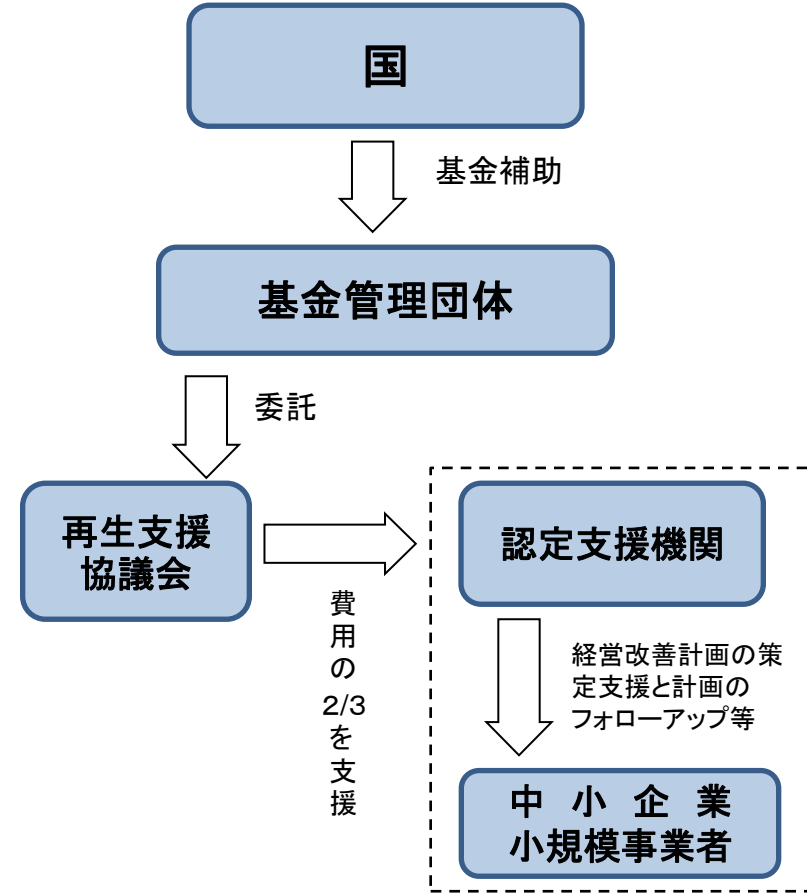 国
基金補助
基金管理団体
委託
再生支援
協議会
費用の2/3を支援
認定支援機関
経営改善計画の策
定支援と計画の
フォローアップ等
中小企業
小規模事業者